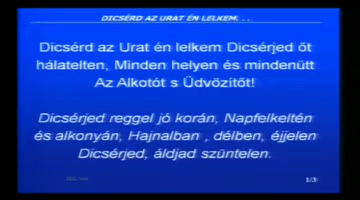 DICSÉRD AZ URAT ÉN LELKEM. . .
Dicsérd az Urat én lelkem Dicsérjed őt
hálatelten, Minden helyen és mindenütt
Az Alkotót s Üdvözítőt!
Dicsérjed reggel jó korán, Napfelkeltén
és alkonyán, Hajnalban , délben, éjjelen
Dicsérjed, áldjad szüntelen.
1/3